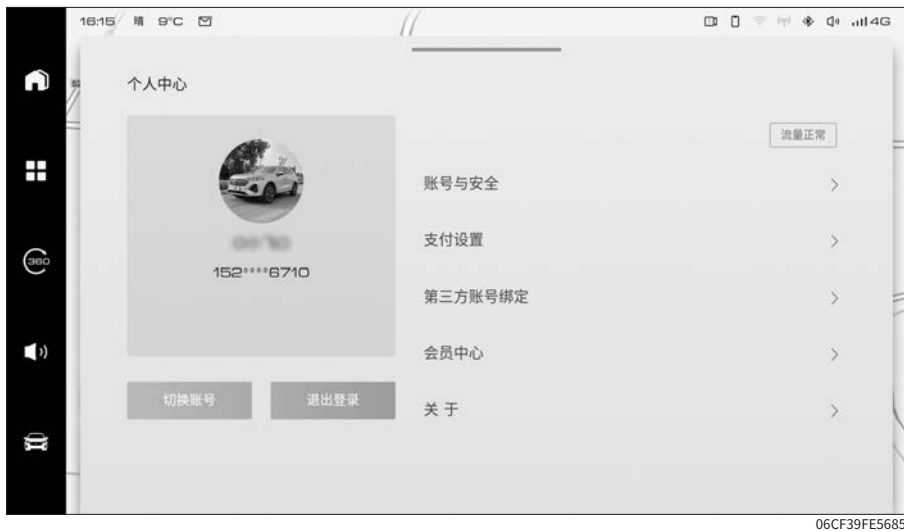 16:15 晴 9°C 4G
个人中心
流量正常
账号与安全
支付设置
152****6710
360
第三方账号绑定
会员中心
切换账号 退出登录
关 于
06CF39FE5685